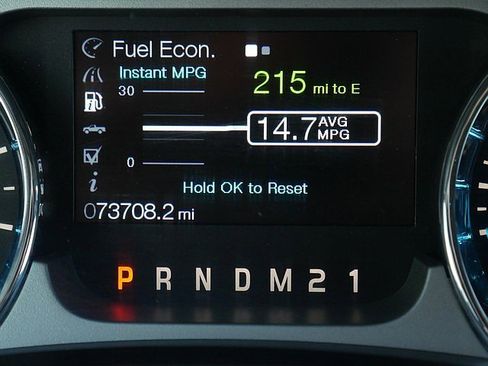 Fuel Econ.
Instant MPG
215 mi to E
30
14.7 AVG MPG
0
Hold OK to Reset
073708.2 mi
P R N D M 2 1